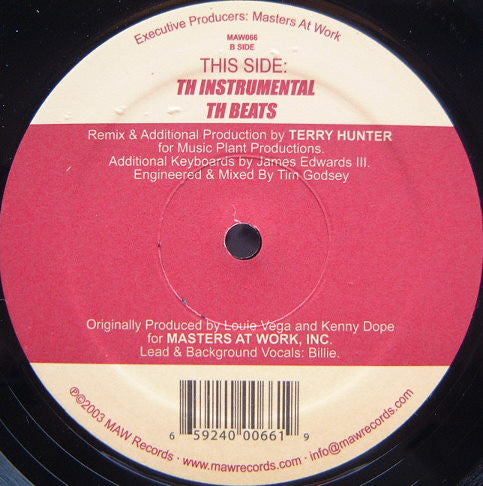 Executive Producers: Masters At Work
MAW066
B SIDE
THIS SIDE:
TH INSTRUMENTAL
TH BEATS
Remix & Additional Production by TERRY HUNTER
for Music Plant Productions.
Additional Keyboards by James Edwards III.
Engineered & Mixed By Tim Godsey
Originally Produced by Louie Vega and Kenny Dope
for MASTERS AT WORK, INC.
Lead & Background Vocals: Billie.
6 59240 00661 9
℗©2003 MAW Records · www.mawrecords.com · info@mawrecords.com